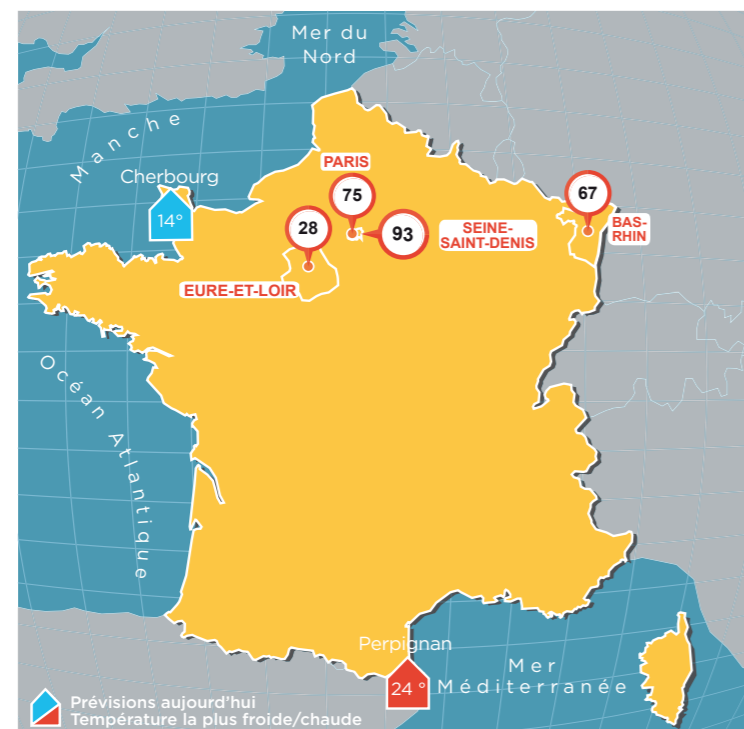 Mer du
Nord
Manche
Cherbourg
14°
PARIS
75
67
28
93
SEINE-
SAINT-DENIS
BAS-
RHIN
EURE-ET-LOIR
Océan Atlantique
Perpignan
24 °
Mer
Méditerranée
Prévisions aujourd'hui
Température la plus froide/chaude